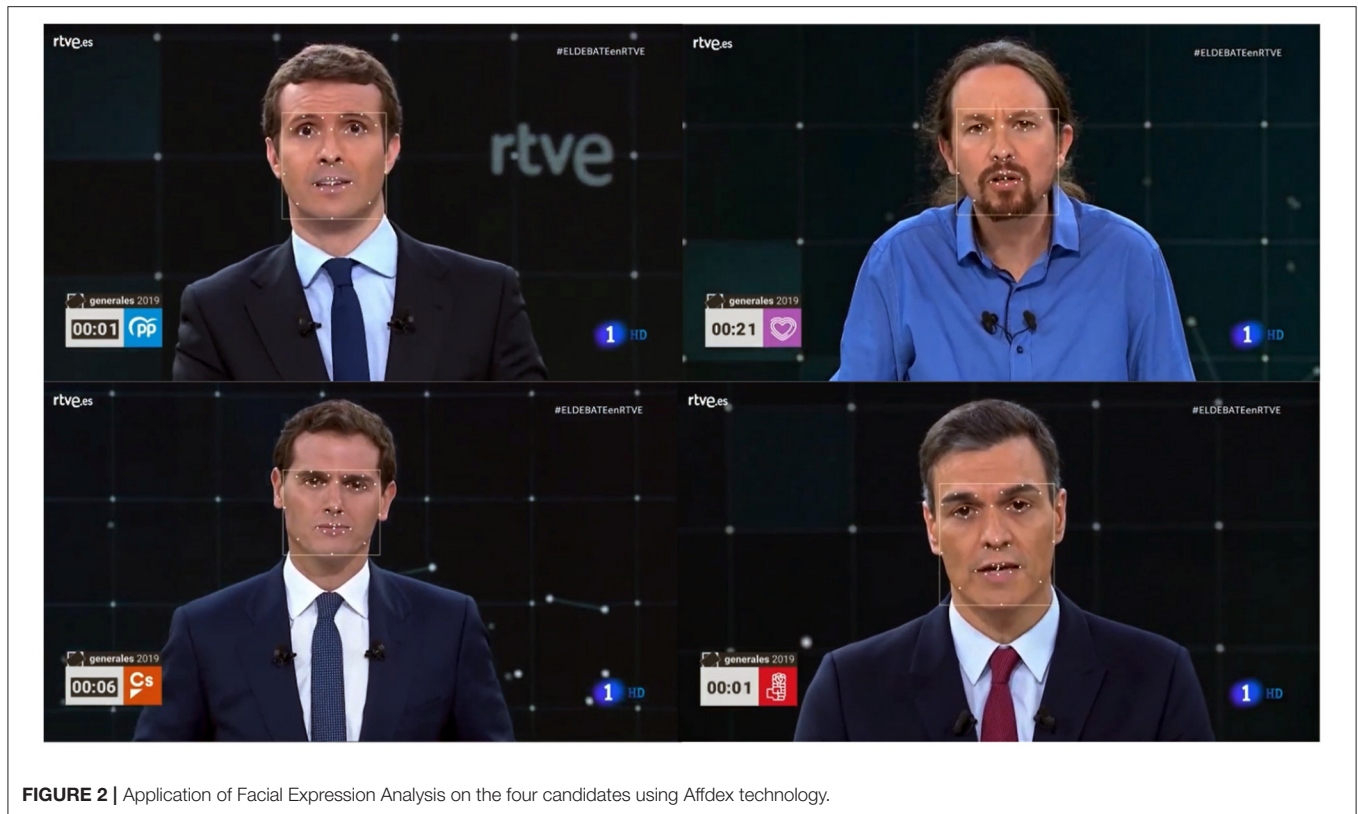 rtve.es
#ELDEBATEenRTVE
rtve
generales 2019
00:01 pp
1 HD
rtve.es
#ELDEBATEenRTVE
generales 2019
00:21
1 HD
rtve.es
#ELDEBATEenRTVE
generales 2019
00:06 Cs
1 HD
rtve.es
#ELDEBATEenRTVE
generales 2019
00:01
1 HD
FIGURE 2 | Application of Facial Expression Analysis on the four candidates using Affdex technology.